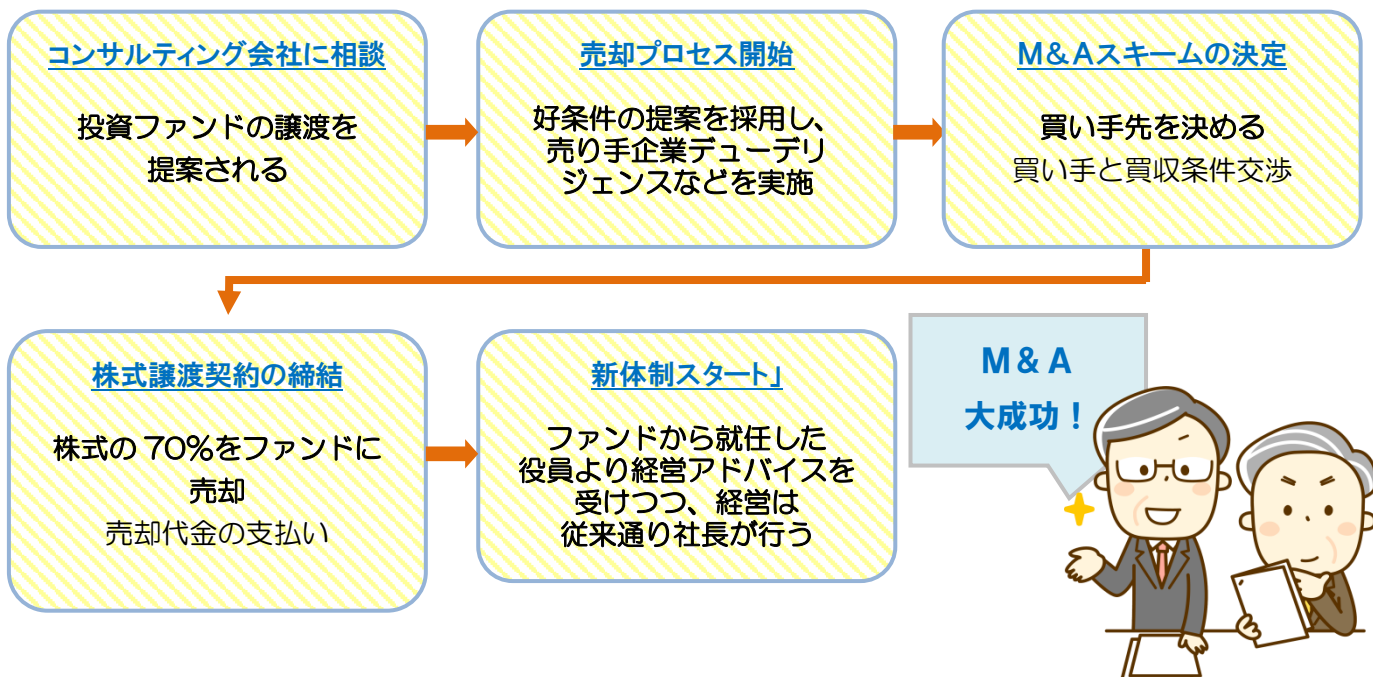 コンサルティング会社に相談
投資ファンドの譲渡を
提案される
売却プロセス開始
好条件の提案を採用し、
売り手企業デューデリ
ジェンスなどを実施
M&Aスキームの決定
買い手先を決める
買い手と買収条件交渉
株式譲渡契約の締結
株式の70%をファンドに
売却
売却代金の支払い
新体制スタート」
ファンドから就任した
役員より経営アドバイスを
受けつつ、経営は
従来通り社長が行う
M&A
大成功！